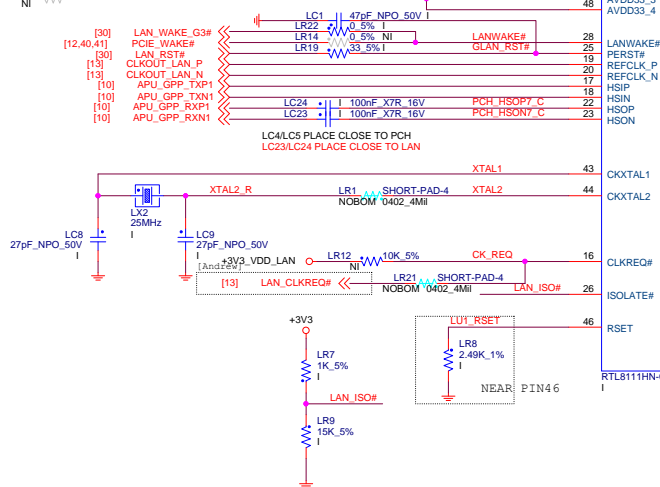 NI
48
AVDD33_3
AVDD33_4
LC1
47pF_NPO_50V
I
[30]
LAN_WAKE_G3#
LR22
0_5%
I
[12,40,41]
PCIE_WAKE#
LR14
0_5%
NI
LANWAKE#
28
LANWAKE#
[30]
LAN_RST#
LR19
33_5%
I
GLAN_RST#
25
PERST#
[13]
CLKOUT_LAN_P
19
REFCLK_P
[13]
CLKOUT_LAN_N
20
REFCLK_N
[10]
APU_GPP_TXP1
17
HSIP
[10]
APU_GPP_TXN1
18
HSIN
[10]
APU_GPP_RXP1
LC24
I
100nF_X7R_16V
PCH_HSOP7_C
22
HSOP
[10]
APU_GPP_RXN1
LC23
I
100nF_X7R_16V
PCH_HSON7_C
23
HSON
LC4/LC5 PLACE CLOSE TO PCH
LC23/LC24 PLACE CLOSE TO LAN
XTAL1
43
CKXTAL1
XTAL2_R
LR1
SHORT-PAD-4
XTAL2
44
CKXTAL2
NOBOM
0402_4Mil
LX2
25MHz
I
LC8
27pF_NPO_50V
I
LC9
27pF_NPO_50V
I
+3V3_VDD_LAN
LR12
10K_5%
NI
CK_REQ
16
CLKREQ#
[Andrew]
[13]
LAN_CLKREQ#
LR21
SHORT-PAD-4
NOBOM
0402_4Mil
LAN_ISO#
26
ISOLATE#
+3V3
LU1_RSET
46
RSET
LR7
1K_5%
I
LR8
2.49K_1%
I
NEAR PIN46
RTL8111HN-
I
LAN_ISO#
LR9
15K_5%
I